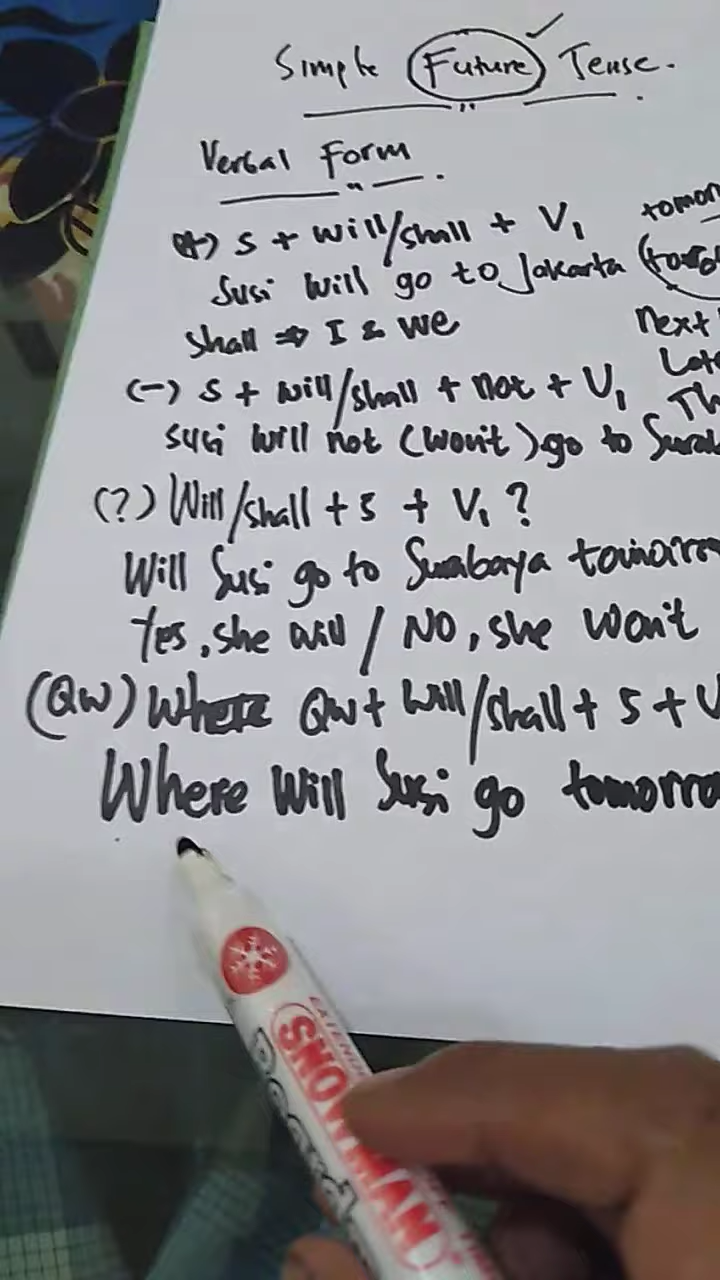 Simple Future Tense.
Verbal Form
(+) S + will/shall + V1
Susi will go to Jakarta
shall ⇒ I & we
Next
(-) S + will/shall + not + V1
Susi will not (won't) go to
(?) Will/shall + S + V1 ?
Will Susi go to Surabaya
Yes, she will / No, she won't
(QW) Where QW + will/shall + S + V
Where will Susi go
SNOWMAN